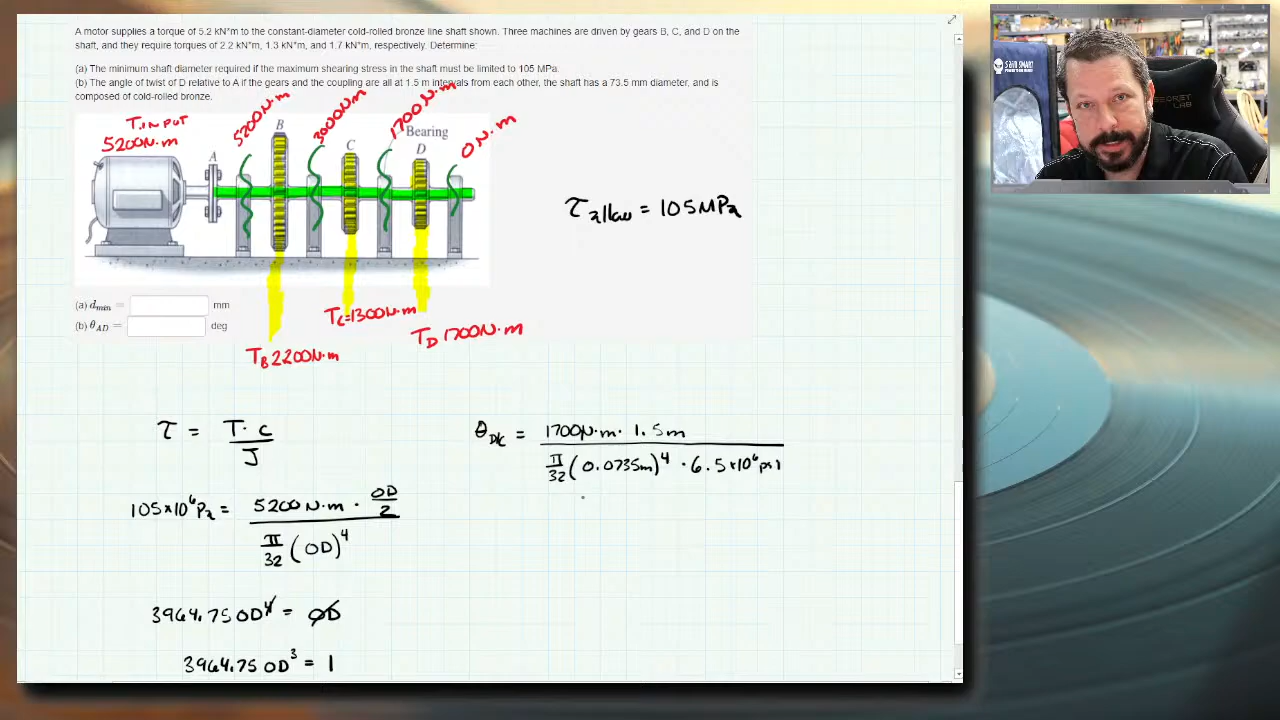 A motor supplies a torque of 5.2 kN*m to the constant-diameter cold-rolled bronze line shaft shown. Three machines are driven by gears B, C, and D on the
shaft, and they require torques of 2.2 kN*m, 1.3 kN*m, and 1.7 kN*m, respectively. Determine:
(a) The minimum shaft diameter required if the maximum shearing stress in the shaft must be limited to 105 MPa.
(b) The angle of twist of D relative to A if the gears and the coupling are all at 1.5 m intervals from each other, the shaft has a 73.5 mm diameter, and is
composed of cold-rolled bronze.
T.INPUT
5200N·m
5200N·m
3000Nm
1700N·m
0N·m
A
B
C
Bearing
D
τallow = 105MPa
(a) dmin = mm
(b) θAD = deg
TC=1300N·m
TD 1700N·m
TB 2200N·m
τ = T·c / J
105×10⁶Pa = 5200N·m · OD/2
π/32 (OD)⁴
3964.75 OD⁴ = OD
3964.75 OD³ = 1
θD/C = 1700N·m · 1.5m
π/32 (0.0735m)⁴ · 6.5×10⁶psi
S AIN SMART
SECRET
LAB